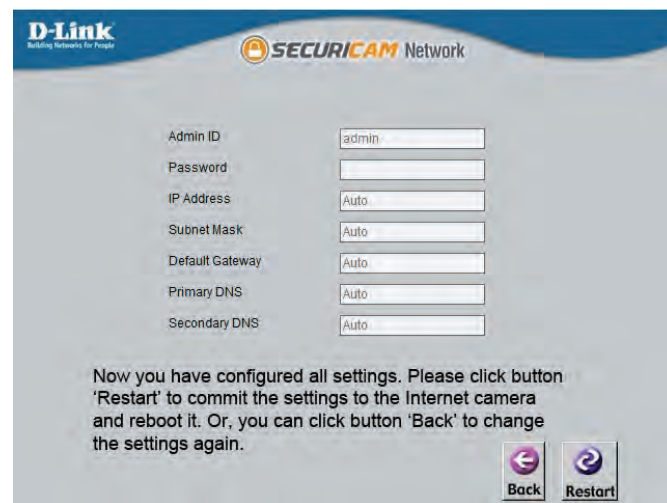 D-Link
Building Networks for People
SECURICAM Network
Admin ID admin
Password
IP Address Auto
Subnet Mask Auto
Default Gateway Auto
Primary DNS Auto
Secondary DNS Auto
Now you have configured all settings. Please click button
‘Restart’ to commit the settings to the Internet camera
and reboot it. Or, you can click button ‘Back’ to change
the settings again.
Back Restart